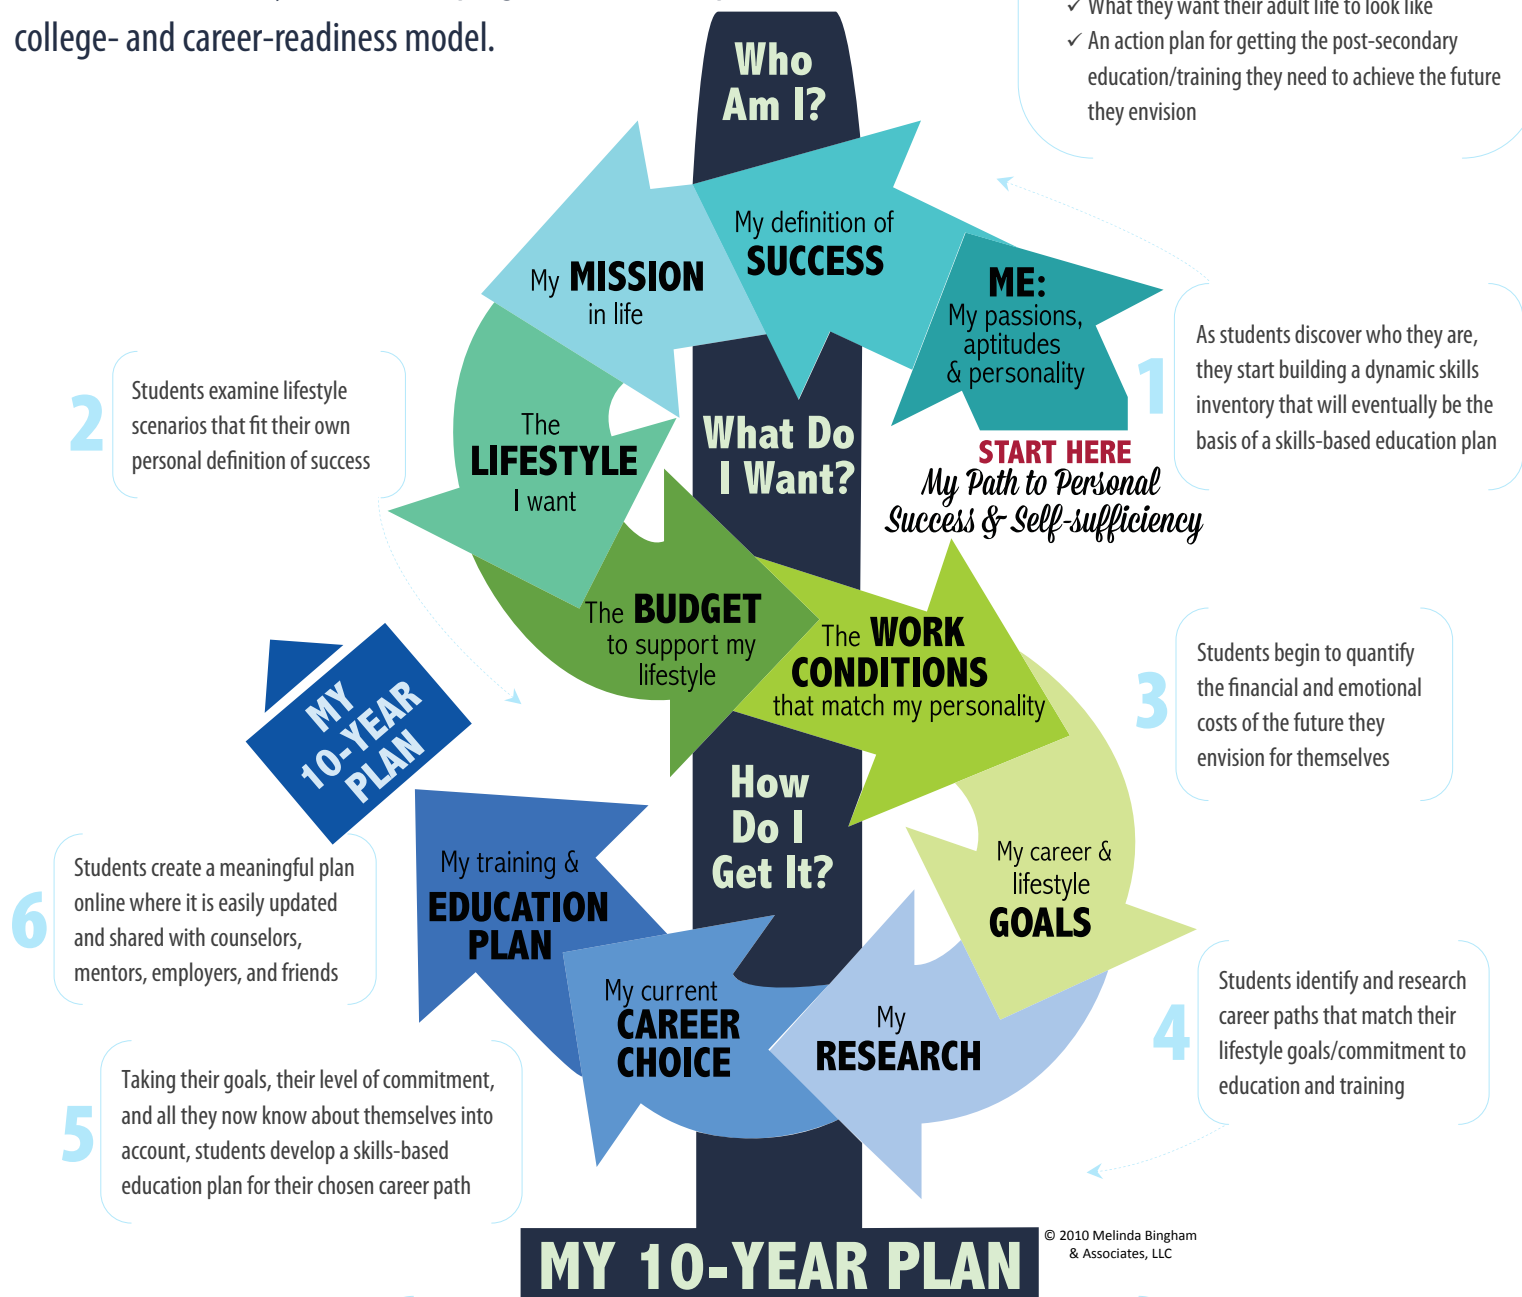 college- and career-readiness model.
✓ What they want their adult life to look like
✓ An action plan for getting the post-secondary
education/training they need to achieve the future
they envision
Who
Am I?
My definition of
SUCCESS
ME:
My passions,
aptitudes
& personality
START HERE
My Path to Personal
Success & Self-sufficiency
1
As students discover who they are,
they start building a dynamic skills
inventory that will eventually be the
basis of a skills-based education plan
My MISSION
in life
2
Students examine lifestyle
scenarios that fit their own
personal definition of success
The
LIFESTYLE
I want
What Do
I Want?
The BUDGET
to support my
lifestyle
The WORK
CONDITIONS
that match my personality
3
Students begin to quantify
the financial and emotional
costs of the future they
envision for themselves
How
Do I
Get It?
My career &
lifestyle
GOALS
4
Students identify and research
career paths that match their
lifestyle goals/commitment to
education and training
My
RESEARCH
My current
CAREER
CHOICE
5
Taking their goals, their level of commitment,
and all they now know about themselves into
account, students develop a skills-based
education plan for their chosen career path
My training &
EDUCATION
PLAN
6
Students create a meaningful plan
online where it is easily updated
and shared with counselors,
mentors, employers, and friends
MY
10-YEAR
PLAN
MY 10-YEAR PLAN
© 2010 Melinda Bingham
& Associates, LLC